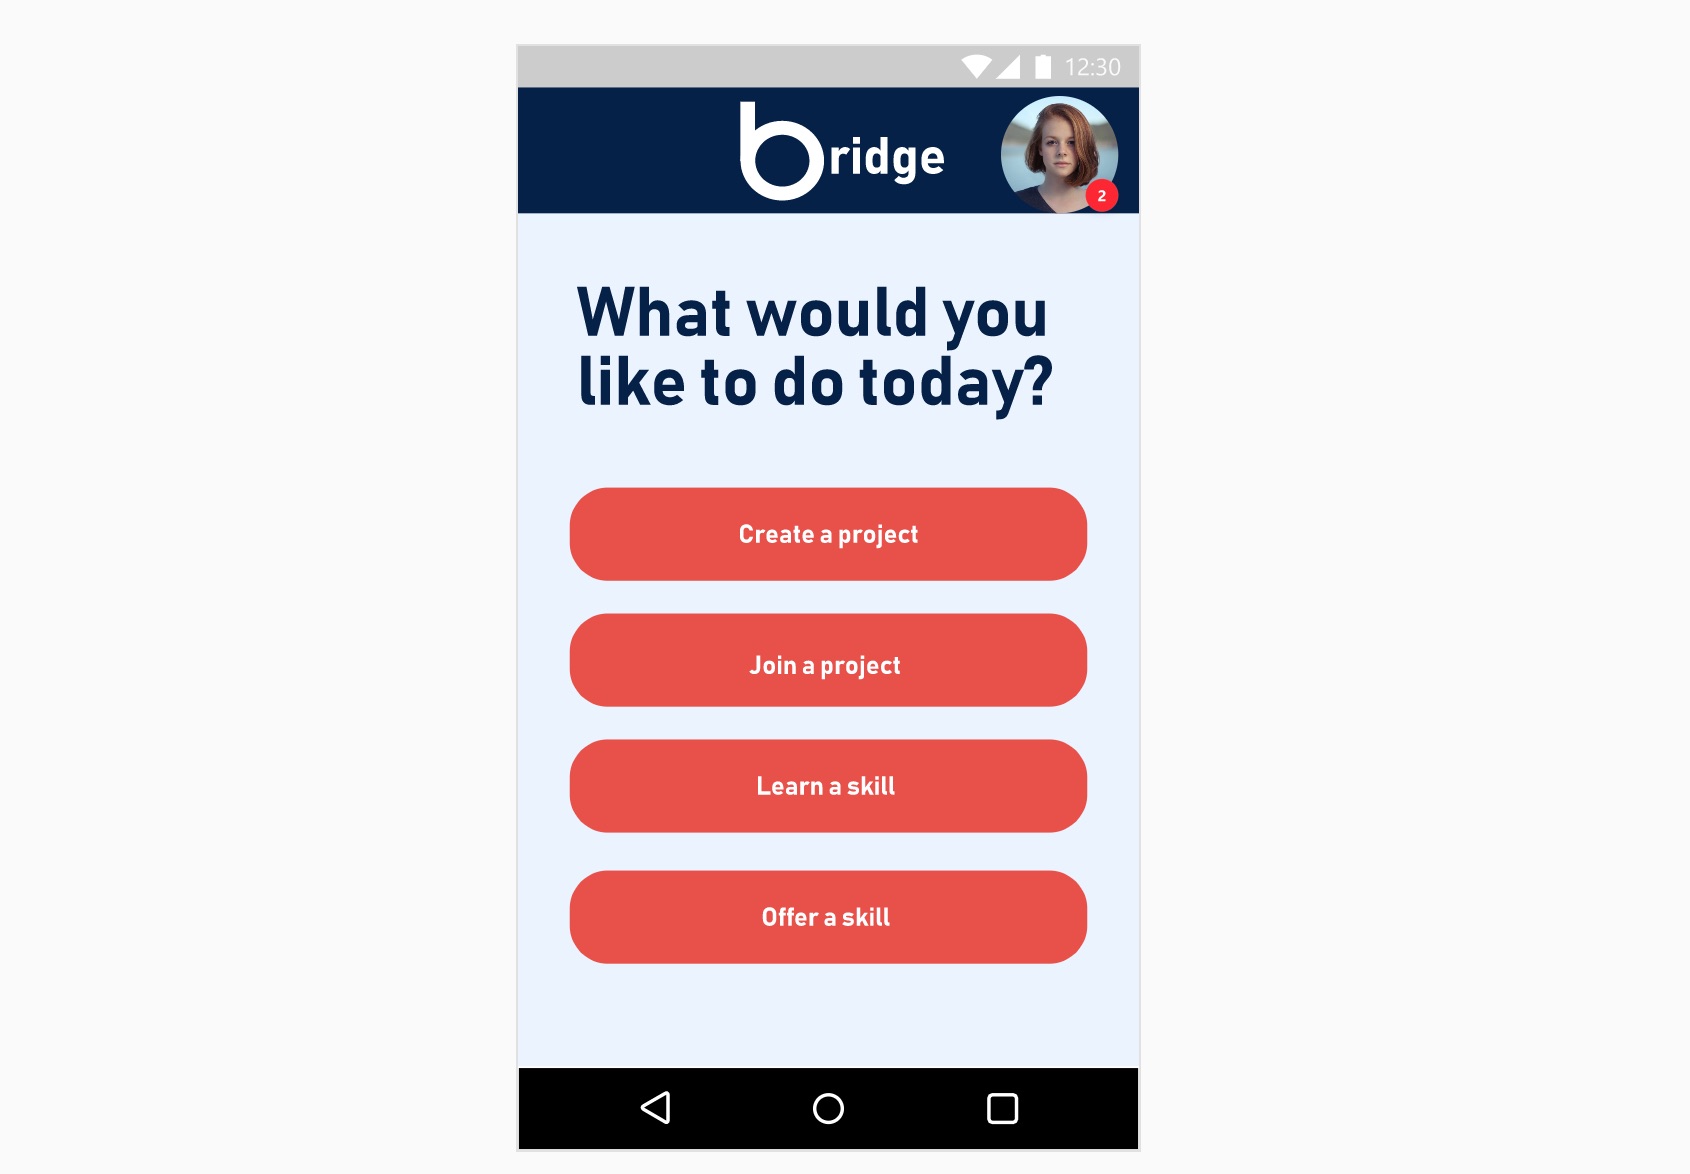 12:30
bridge
2
What would you
like to do today?
Create a project
Join a project
Learn a skill
Offer a skill